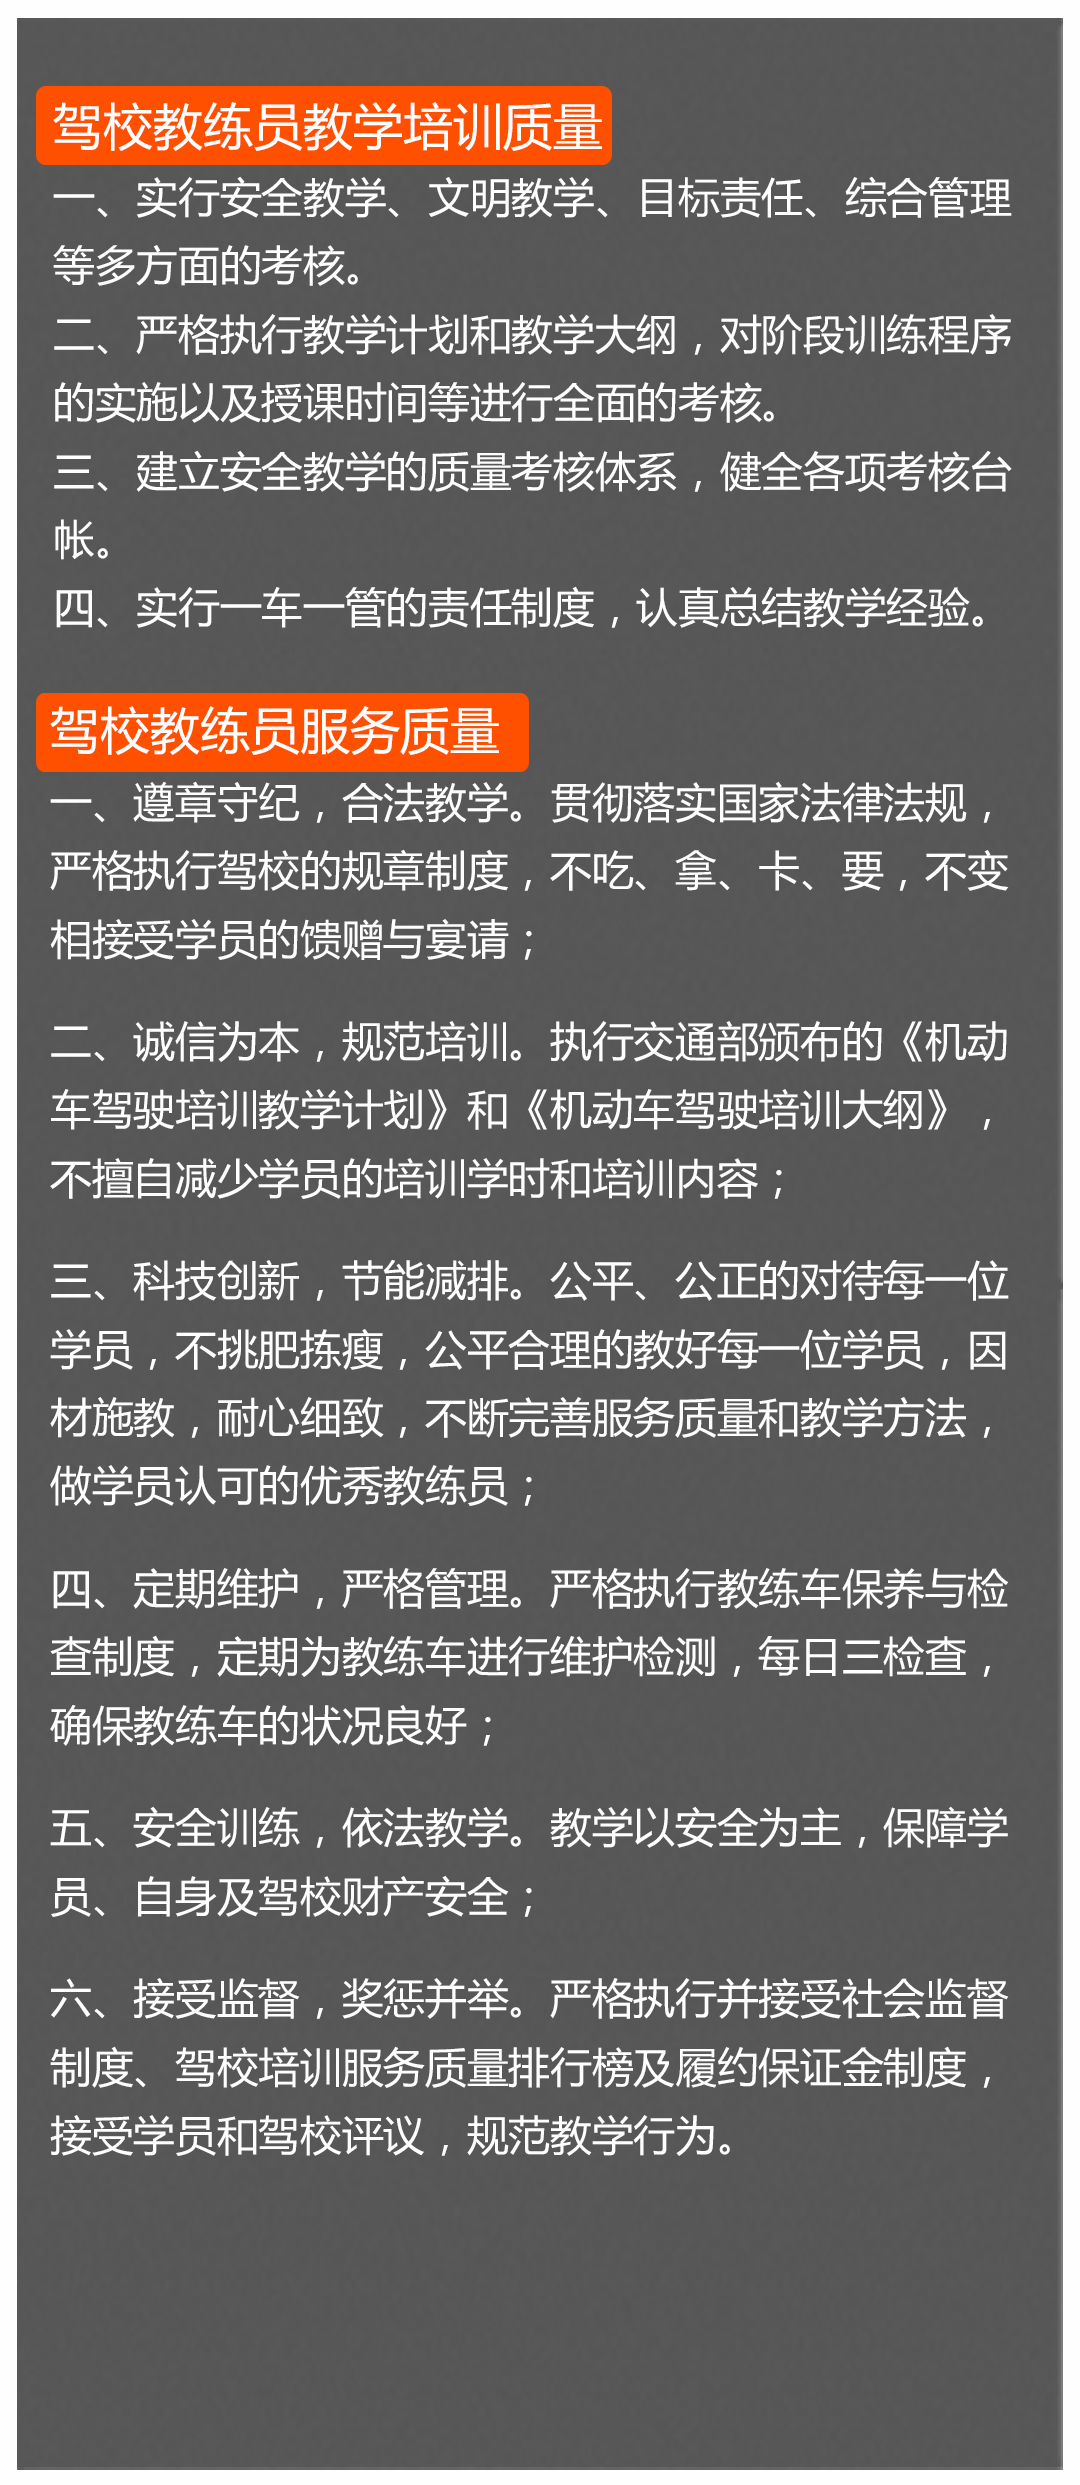 驾校教练员教学培训质量
一、实行安全教学、文明教学、目标责任、综合管理
等多方面的考核。
二、严格执行教学计划和教学大纲，对阶段训练程序
的实施以及授课时间等进行全面的考核。
三、建立安全教学的质量考核体系，健全各项考核台
帐。
四、实行一车一管的责任制度，认真总结教学经验。
驾校教练员服务质量
一、遵章守纪，合法教学。贯彻落实国家法律法规，
严格执行驾校的规章制度，不吃、拿、卡、要，不变
相接受学员的馈赠与宴请；
二、诚信为本，规范培训。执行交通部颁布的《机动
车驾驶培训教学计划》和《机动车驾驶培训大纲》，
不擅自减少学员的培训学时和培训内容；
三、科技创新，节能减排。公平、公正的对待每一位
学员，不挑肥拣瘦，公平合理的教好每一位学员，因
材施教，耐心细致，不断完善服务质量和教学方法，
做学员认可的优秀教练员；
四、定期维护，严格管理。严格执行教练车保养与检
查制度，定期为教练车进行维护检测，每日三检查，
确保教练车的状况良好；
五、安全训练，依法教学。教学以安全为主，保障学
员、自身及驾校财产安全；
六、接受监督，奖惩并举。严格执行并接受社会监督
制度、驾校培训服务质量排行榜及履约保证金制度，
接受学员和驾校评议，规范教学行为。